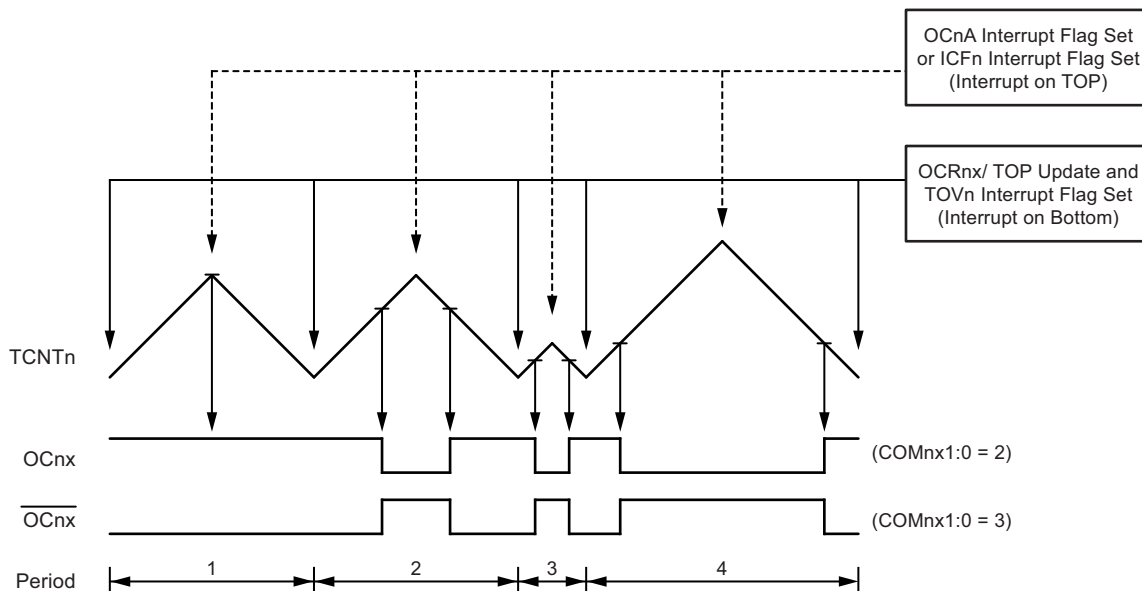 OCnA Interrupt Flag Set
or ICFn Interrupt Flag Set
(Interrupt on TOP)
OCRnx/ TOP Update and
TOVn Interrupt Flag Set
(Interrupt on Bottom)
TCNTn
OCnx
(COMnx1:0 = 2)
OCnx
(COMnx1:0 = 3)
Period
1
2
3
4